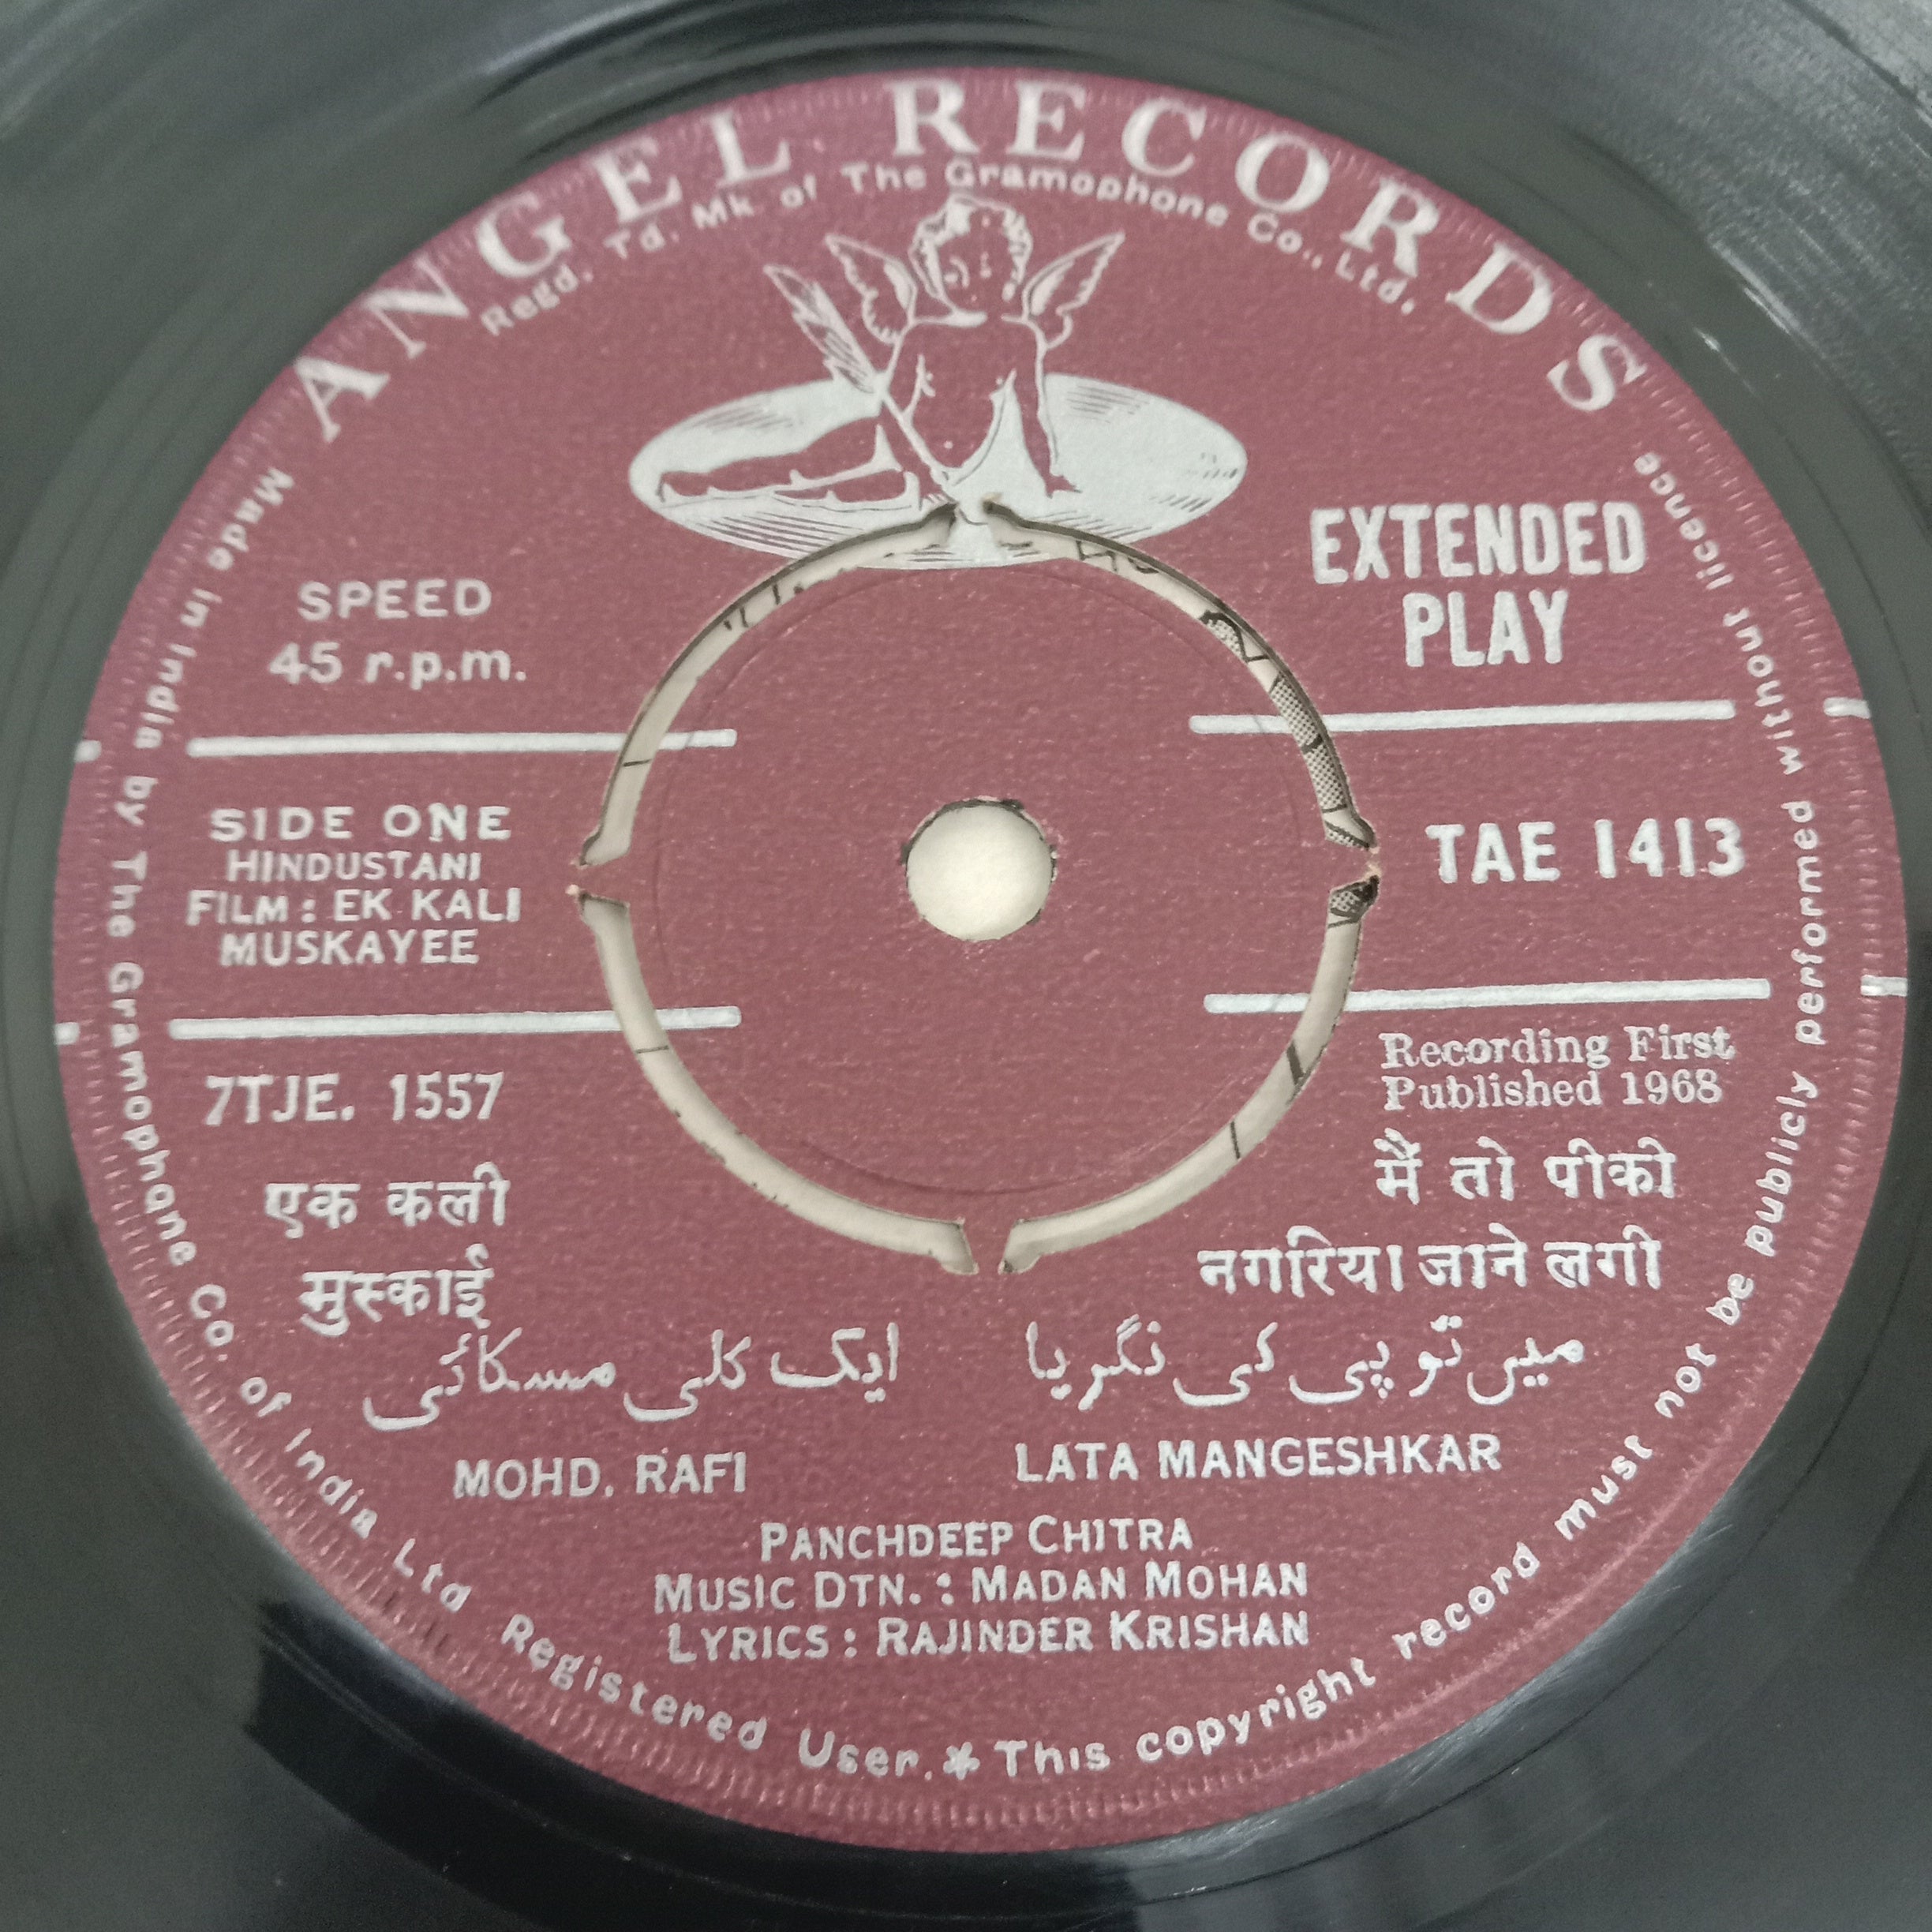 ANGEL RECORDS
Regd. Td. Mk of The Gramophone Co., Ltd.
SPEED
45 r.p.m.
EXTENDED
PLAY
SIDE ONE
HINDUSTANI
FILM : EK KALI
MUSKAYEE
TAE 1413
7TJE. 1557
Recording First
Published 1968
एक कली
मुस्काई
मैं तो पीकी
नगरिया जाने लगी
ایک کلی مسکائی
میں تو پی کی نگریا
MOHD. RAFI
LATA MANGESHKAR
PANCHDEEP CHITRA
MUSIC DTN. : MADAN MOHAN
LYRICS : RAJINDER KRISHAN
Made in India by The Gramophone Co. of India Ltd Registered User. * This copyright record must not be publicly performed without licence